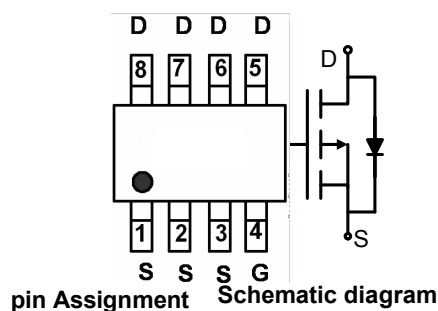 D D D D
8 7 6 5
D
1 2 3 4
S
S S S G
pin Assignment Schematic diagram